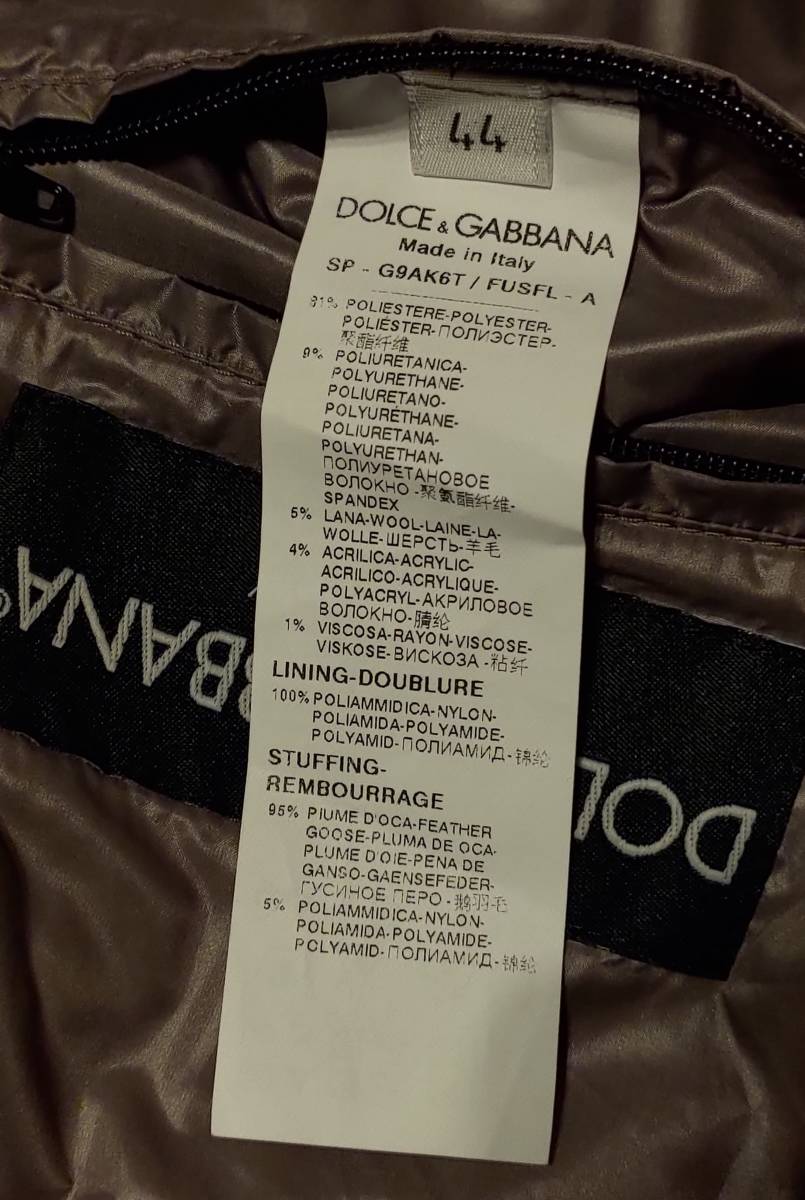 44
DOLCE & GABBANA
Made in Italy
SP - G9AK6T / FUSFL - A
81% POLIESTERE-POLYESTER-
POLIÉSTER-ПОЛИЭСТЕР-
聚酯纤维
9% POLIURETANICA-
POLYURETHANE-
POLIURETANO-
POLYURÉTHANE-
POLIURETANA-
POLYURETHAN-
ПОЛИУРЕТАНОВОЕ
ВОЛОКНО-聚氨酯纤维-
SPANDEX
5% LANA-WOOL-LAINE-LA-
WOLLE-ШЕРСТЬ-羊毛
4% ACRILICA-ACRYLIC-
ACRILICO-ACRYLIQUE-
POLYACRYL-АКРИЛОВОЕ
ВОЛОКНО-腈纶
1% VISCOSA-RAYON-VISCOSE-
VISKOSE-ВИСКОЗА-粘纤
LINING-DOUBLURE
100% POLIAMMIDICA-NYLON-
POLIAMIDA-POLYAMIDE-
POLYAMID-ПОЛИАМИД-锦纶
STUFFING-
REMBOURRAGE
95% PIUME D'OCA-FEATHER
GOOSE-PLUMA DE OCA-
PLUME D'OIE-PENA DE
GANSO-GAENSEFEDER-
ГУСИНОЕ ПЕРО-鹅羽毛
5% POLIAMMIDICA-NYLON-
POLIAMIDA-POLYAMIDE-
POLYAMID-ПОЛИАМИД-锦纶
DOL BBANA